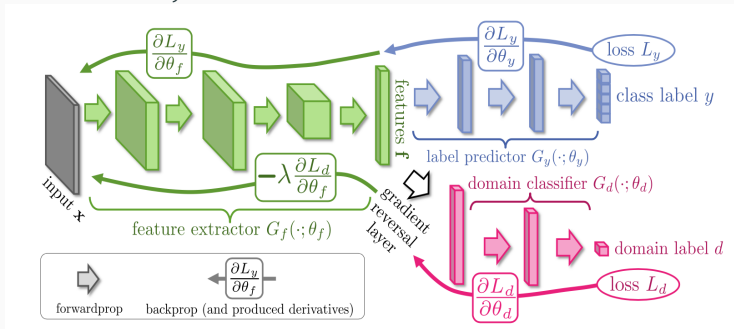 ∂L_y/∂θ_f
∂L_y/∂θ_y
loss L_y
features f
class label y
label predictor G_y(·;θ_y)
−λ ∂L_d/∂θ_f
input x
domain classifier G_d(·;θ_d)
gradient
reversal
layer
feature extractor G_f(·;θ_f)
domain label d
∂L_y/∂θ_f
forwardprop
backprop (and produced derivatives)
∂L_d/∂θ_d
loss L_d